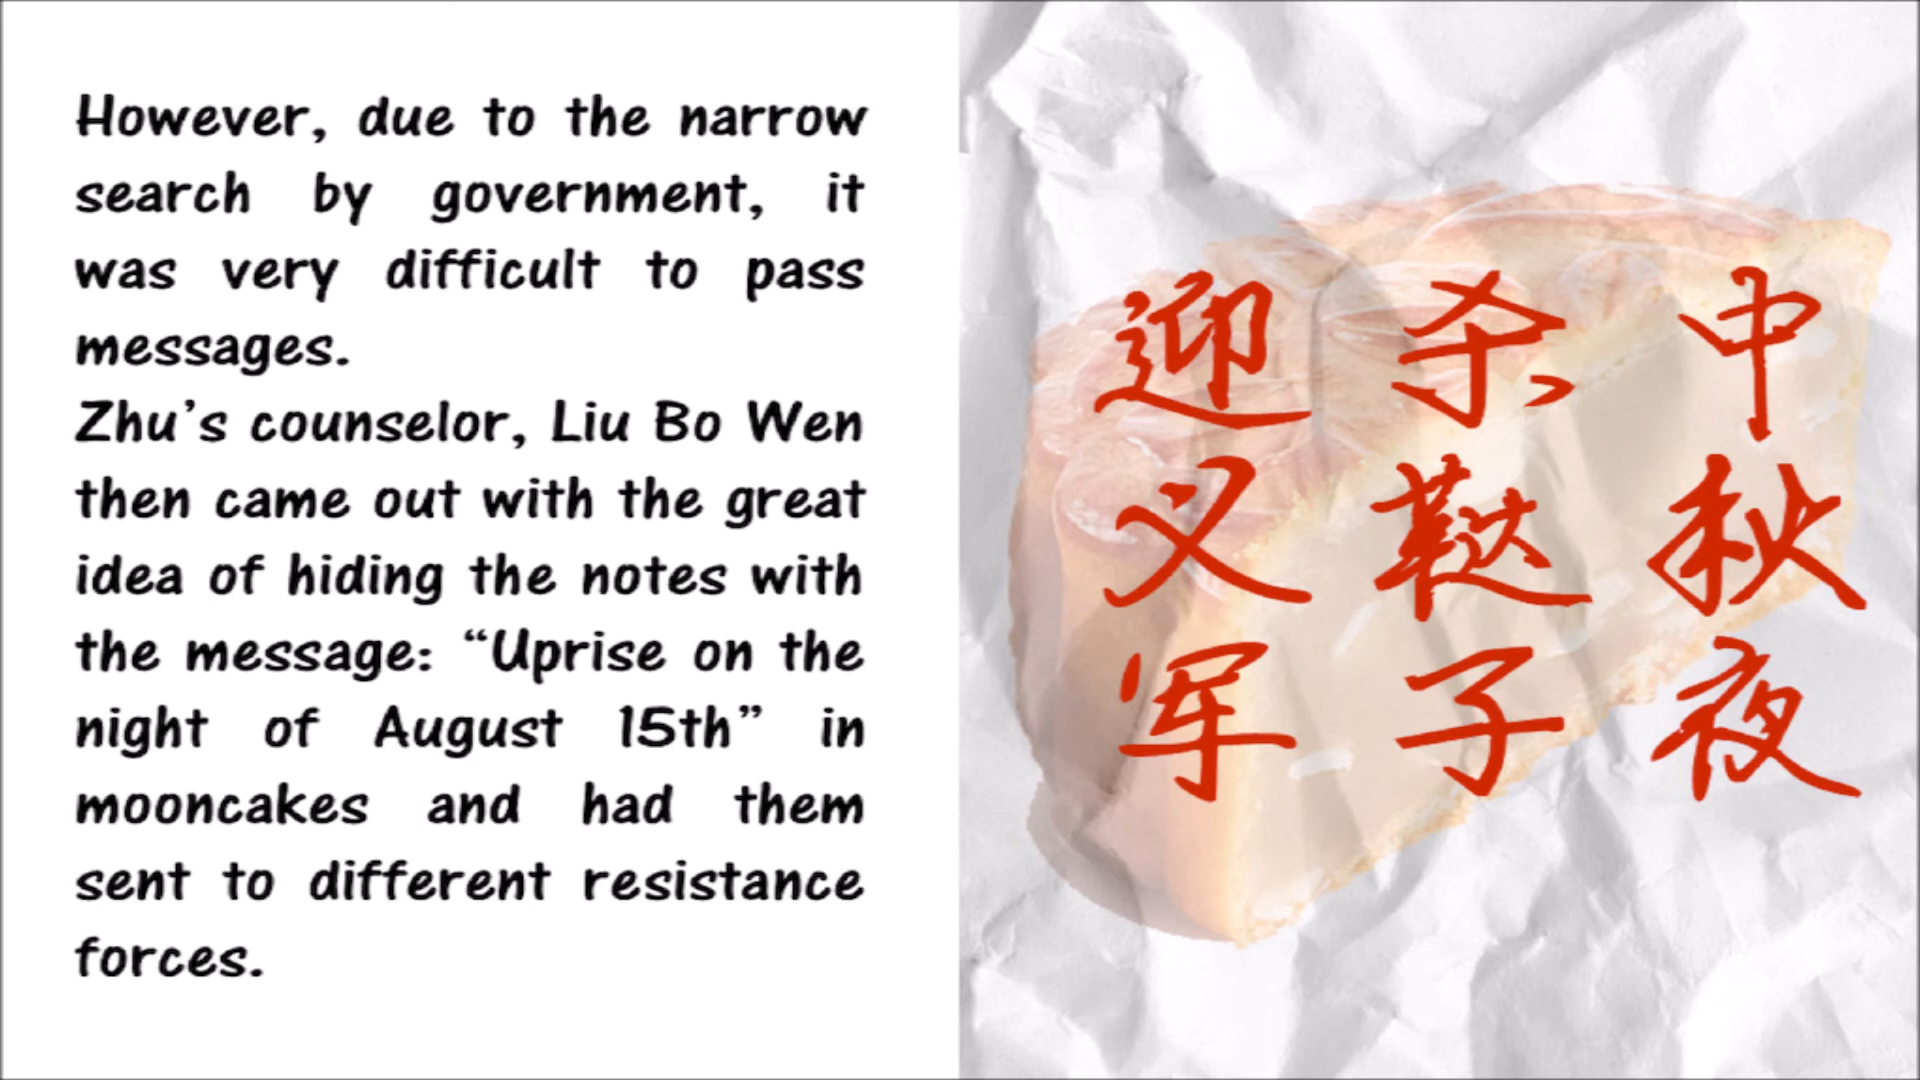 However, due to the narrow
search by government, it
was very difficult to pass
messages.
Zhu’s counselor, Liu Bo Wen
then came out with the great
idea of hiding the notes with
the message: “Uprise on the
night of August 15th” in
mooncakes and had them
sent to different resistance
forces.
中秋夜
杀鞑子
迎义军